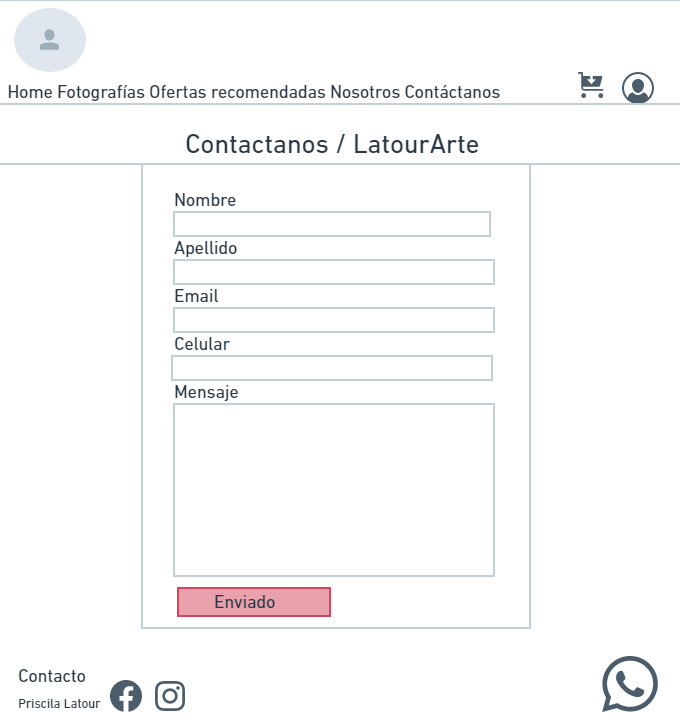 Home Fotografías Ofertas recomendadas Nosotros Contáctanos
Contactanos / LatourArte
Nombre
Apellido
Email
Celular
Mensaje
Enviado
Contacto
Priscila Latour